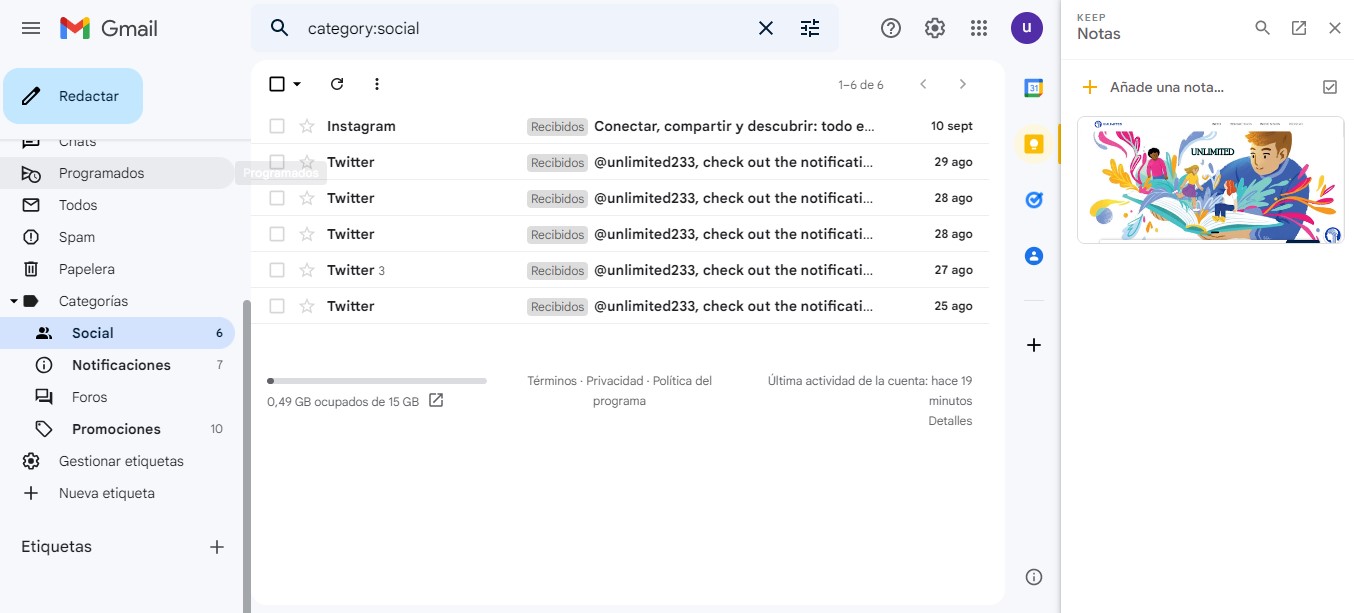 Gmail
category:social
u
KEEP
Notas
Redactar
Chats
Programados
Programados
Todos
Spam
Papelera
Categorías
Social 6
Notificaciones 7
Foros
Promociones 10
Gestionar etiquetas
Nueva etiqueta
Etiquetas
1–6 de 6
Instagram Recibidos Conectar, compartir y descubrir: todo e... 10 sept
Twitter Recibidos @unlimited233, check out the notificati... 29 ago
Twitter Recibidos @unlimited233, check out the notificati... 28 ago
Twitter Recibidos @unlimited233, check out the notificati... 28 ago
Twitter 3 Recibidos @unlimited233, check out the notificati... 27 ago
Twitter Recibidos @unlimited233, check out the notificati... 25 ago
0,49 GB ocupados de 15 GB
Términos · Privacidad · Política del
programa
Última actividad de la cuenta: hace 19
minutos
Detalles
31
Añade una nota...
UNLIMITED